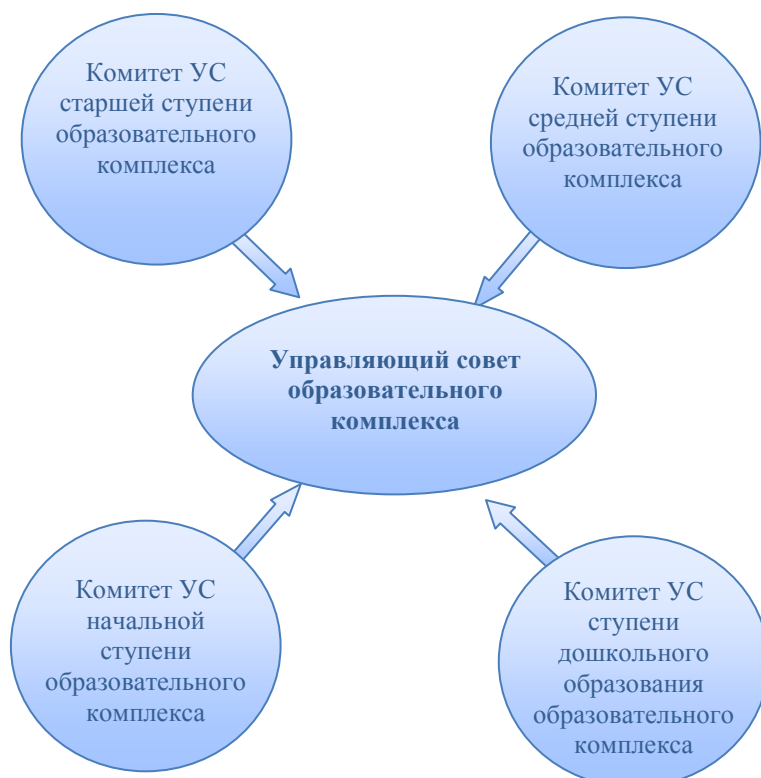 Комитет УС
старшей ступени
образовательного
комплекса
Комитет УС
средней ступени
образовательного
комплекса
Управляющий совет
образовательного
комплекса
Комитет УС
начальной
ступени
образовательного
комплекса
Комитет УС
ступени
дошкольного
образования
образовательного
комплекса